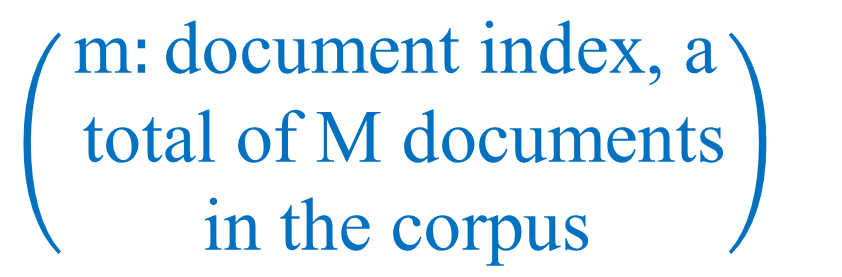 (m: document index, a
total of M documents
in the corpus)